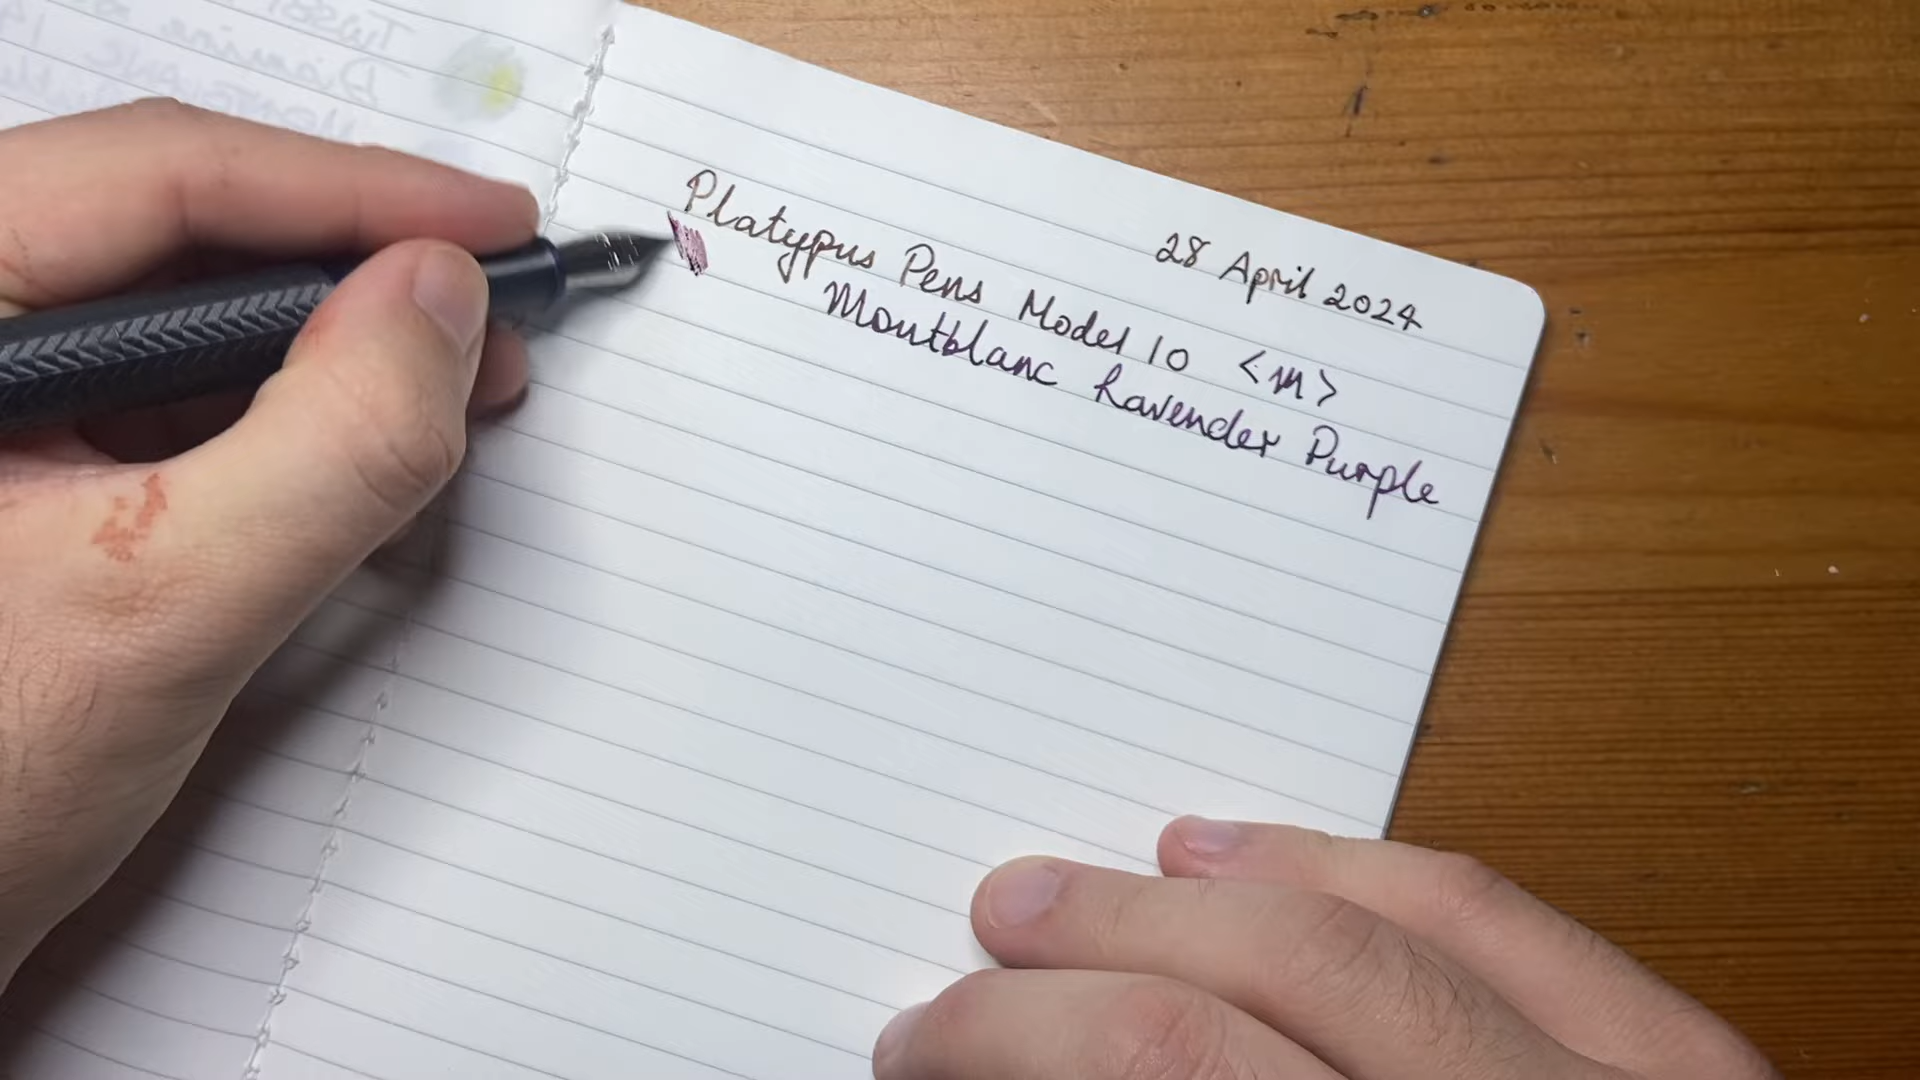 28 April 2024
Platypus Pens Model 10 <m>
Montblanc Lavender Purple